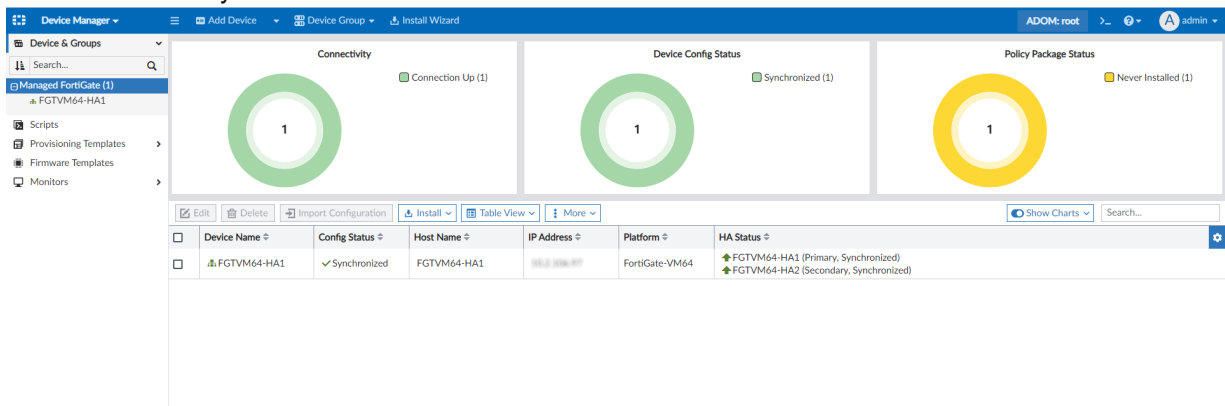 Device Manager
Add Device
Device Group
Install Wizard
ADOM: root
>_
A
admin
Device & Groups
Search...
Managed FortiGate (1)
FGTVM64-HA1
Scripts
Provisioning Templates
Firmware Templates
Monitors
Connectivity
Connection Up (1)
1
Device Config Status
Synchronized (1)
1
Policy Package Status
Never Installed (1)
1
Edit
Delete
Import Configuration
Install
Table View
More
Show Charts
Search...
Device Name
Config Status
Host Name
IP Address
Platform
HA Status
FGTVM64-HA1
Synchronized
FGTVM64-HA1
FortiGate-VM64
FGTVM64-HA1 (Primary, Synchronized)
FGTVM64-HA2 (Secondary, Synchronized)